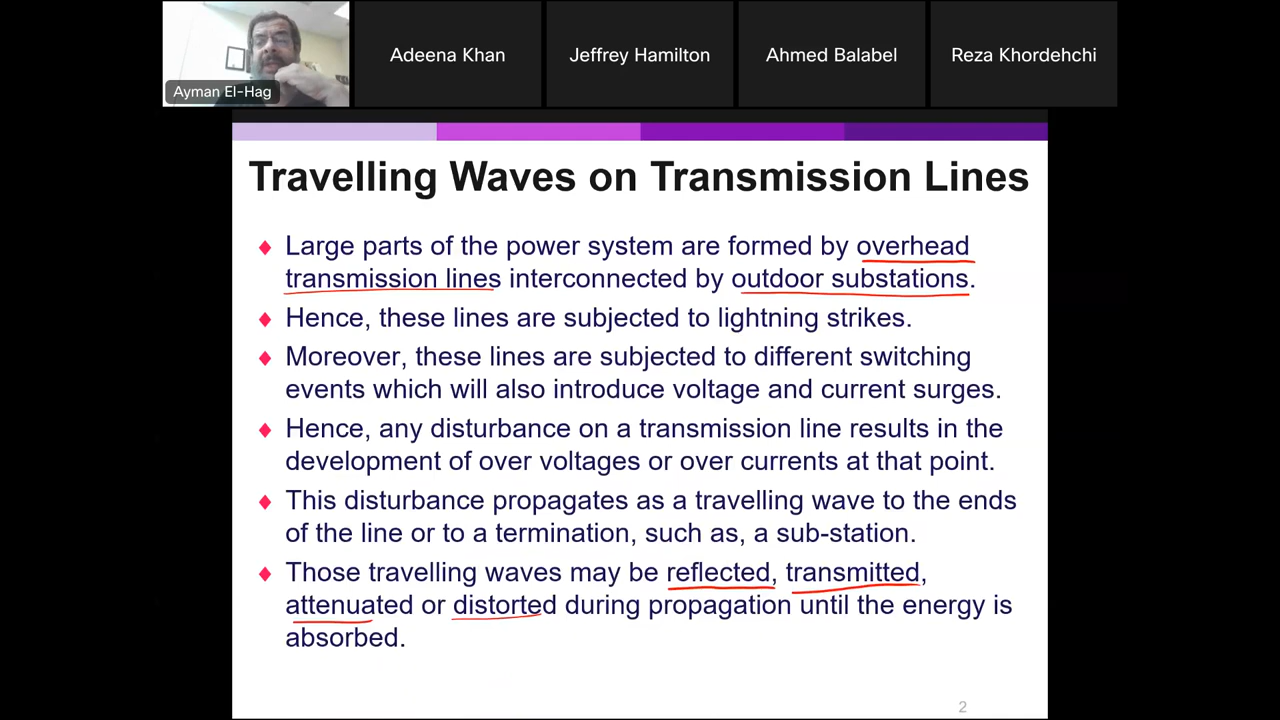 Ayman El-Hag
Adeena Khan
Jeffrey Hamilton
Ahmed Balabel
Reza Khordehchi
Travelling Waves on Transmission Lines
♦ Large parts of the power system are formed by overhead
transmission lines interconnected by outdoor substations.
♦ Hence, these lines are subjected to lightning strikes.
♦ Moreover, these lines are subjected to different switching
events which will also introduce voltage and current surges.
♦ Hence, any disturbance on a transmission line results in the
development of over voltages or over currents at that point.
♦ This disturbance propagates as a travelling wave to the ends
of the line or to a termination, such as, a sub-station.
♦ Those travelling waves may be reflected, transmitted,
attenuated or distorted during propagation until the energy is
absorbed.
2